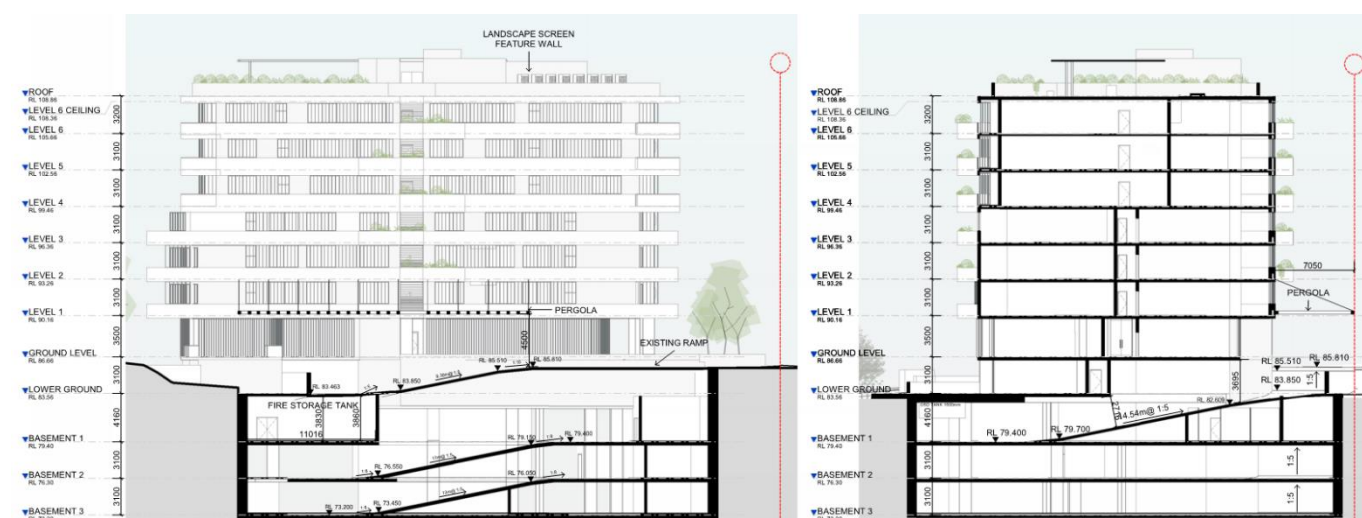 LANDSCAPE SCREEN
FEATURE WALL
ROOF
RL 108.86
LEVEL 6 CEILING
RL 108.36
LEVEL 6
RL 105.66
LEVEL 5
RL 102.56
LEVEL 4
RL 99.46
LEVEL 3
RL 96.36
LEVEL 2
RL 93.26
LEVEL 1
RL 90.16
GROUND LEVEL
RL 86.66
LOWER GROUND
RL 83.56
BASEMENT 1
RL 79.40
BASEMENT 2
RL 76.30
BASEMENT 3
3200
3100
3100
3100
3100
3100
3100
3500
3100
4160
3100
3100
PERGOLA
4500
EXISTING RAMP
RL 85.510
RL 85.810
RL 83.463
RL 83.850
FIRE STORAGE TANK
3830
3860
11016
RL 79.150
RL 79.400
RL 76.550
RL 76.050
RL 73.200
RL 73.450
ROOF
RL 108.86
LEVEL 6 CEILING
RL 108.36
LEVEL 6
RL 105.66
LEVEL 5
RL 102.56
LEVEL 4
RL 99.46
LEVEL 3
RL 96.36
LEVEL 2
RL 93.26
LEVEL 1
RL 90.16
GROUND LEVEL
RL 86.66
LOWER GROUND
RL 83.56
BASEMENT 1
RL 79.40
BASEMENT 2
RL 76.30
BASEMENT 3
3200
3100
3100
3100
3100
3100
3100
3500
3100
4160
3100
3100
7050
PERGOLA
RL 85.510
RL 85.810
1:5
RL 83.850
3695
RL 82.609
14.54m@ 1:5
RL 79.400
RL 79.700
1:5
1:5